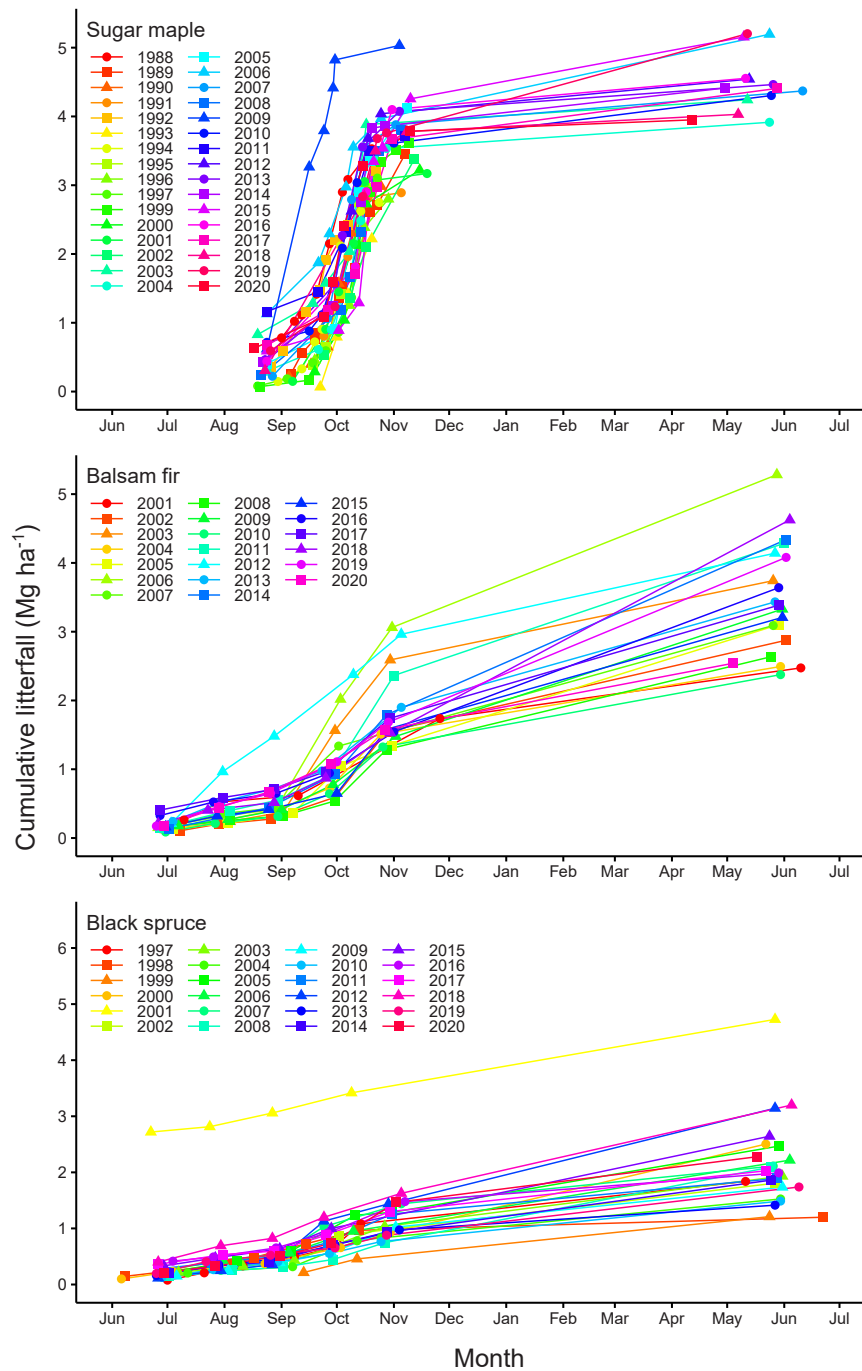 Sugar maple
1988 2005
1989 2006
1990 2007
1991 2008
1992 2009
1993 2010
1994 2011
1995 2012
1996 2013
1997 2014
1999 2015
2000 2016
2001 2017
2002 2018
2003 2019
2004 2020
5
4
3
2
1
0
Jun Jul Aug Sep Oct Nov Dec Jan Feb Mar Apr May Jun Jul
Balsam fir
2001 2008 2015
2002 2009 2016
2003 2010 2017
2004 2011 2018
2005 2012 2019
2006 2013 2020
2007 2014
5
4
3
2
1
0
Jun Jul Aug Sep Oct Nov Dec Jan Feb Mar Apr May Jun Jul
Cumulative litterfall (Mg ha⁻¹)
Black spruce
1997 2003 2009 2015
1998 2004 2010 2016
1999 2005 2011 2017
2000 2006 2012 2018
2001 2007 2013 2019
2002 2008 2014 2020
6
5
4
3
2
1
0
Jun Jul Aug Sep Oct Nov Dec Jan Feb Mar Apr May Jun Jul
Month